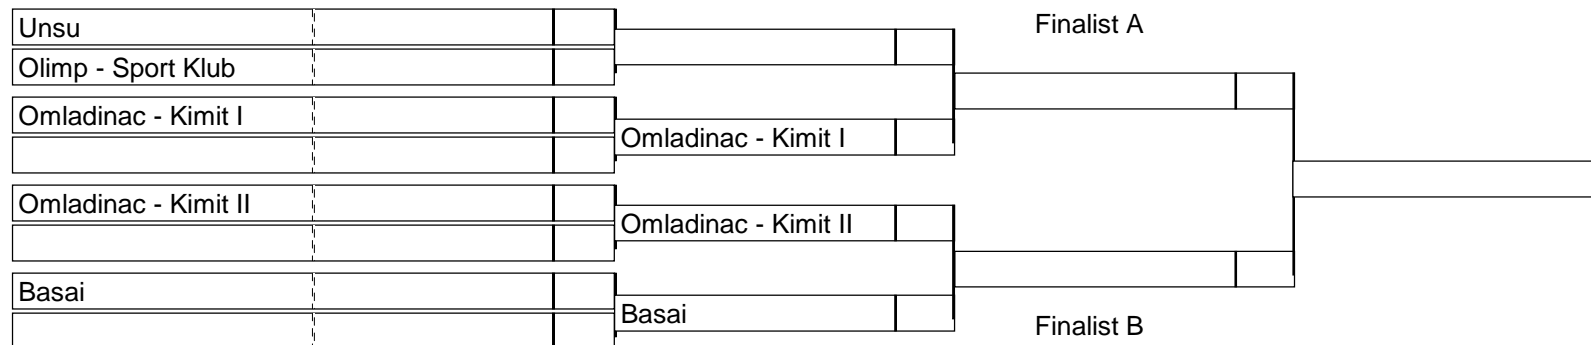 Unsu
Olimp - Sport Klub
Omladinac - Kimit I
Omladinac - Kimit II
Basai
Omladinac - Kimit I
Omladinac - Kimit II
Basai
Finalist A
Finalist B